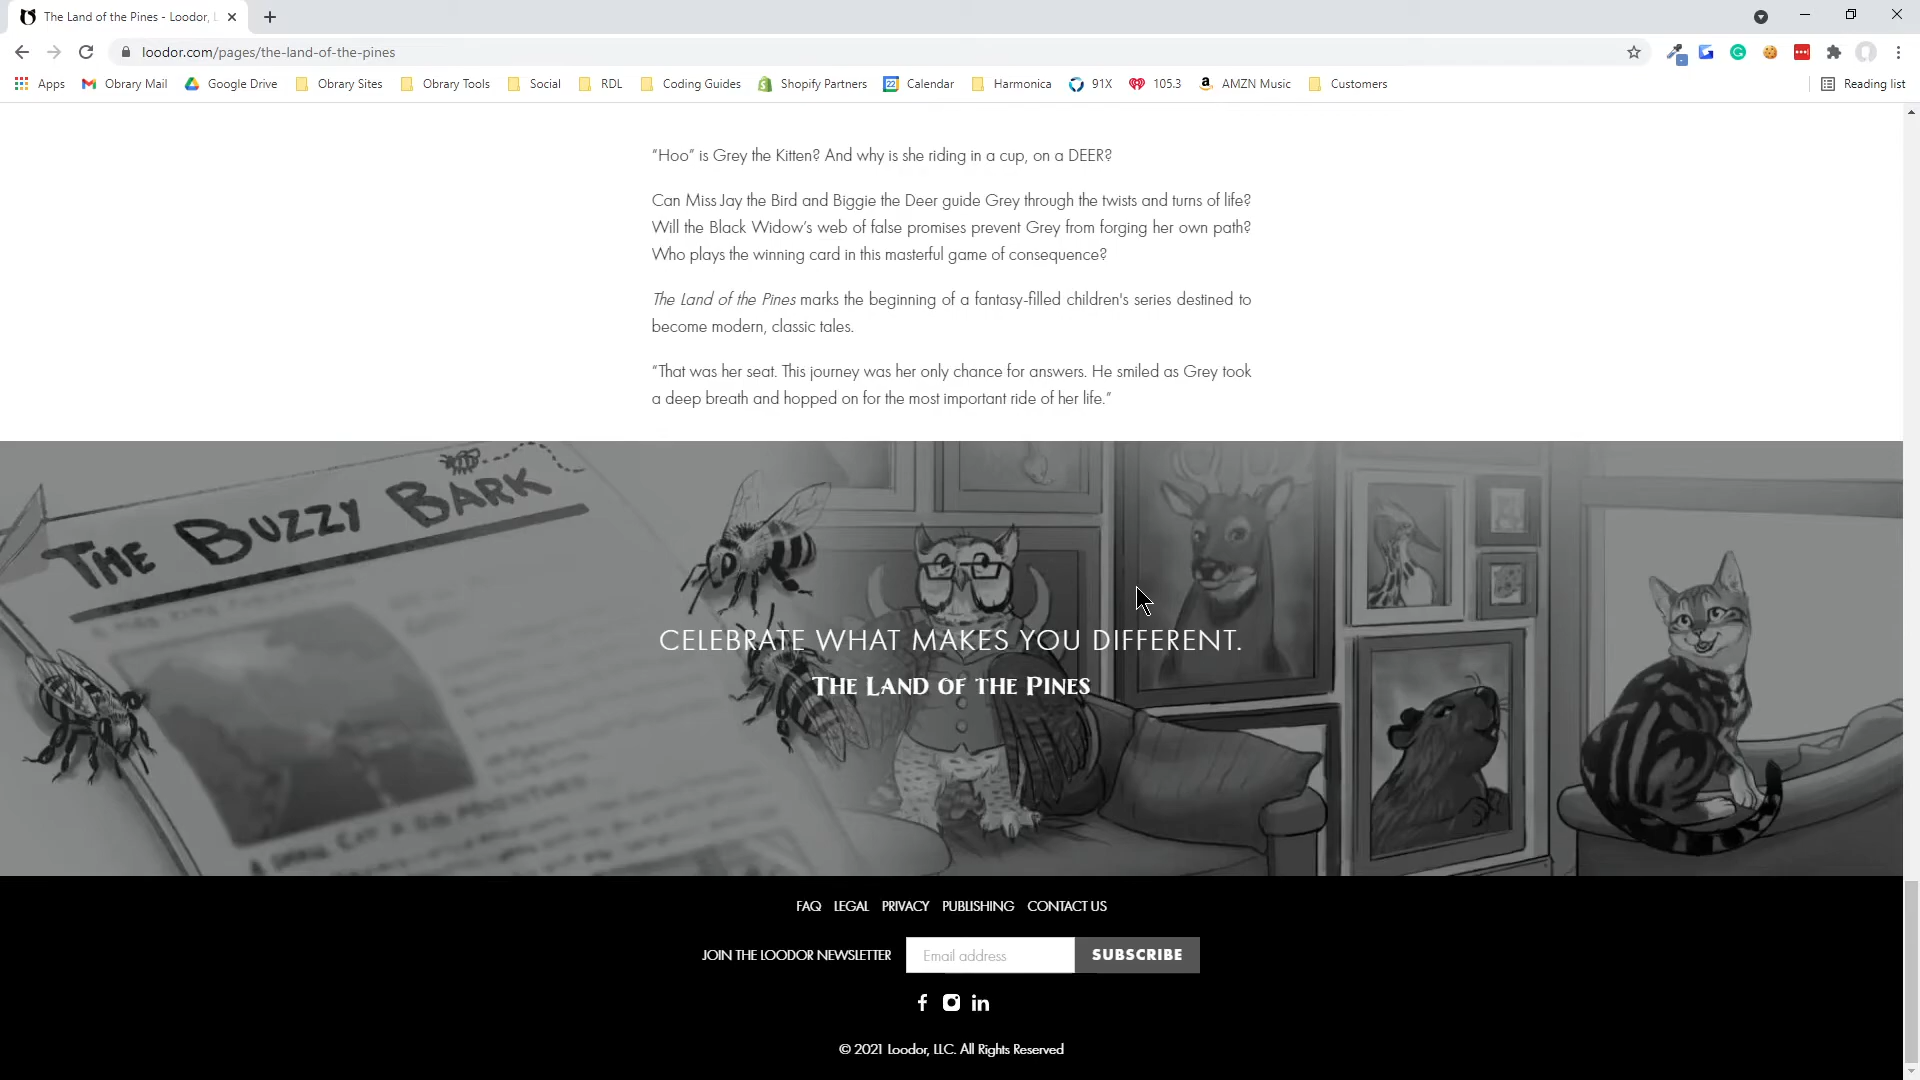 The Land of the Pines - Loodor, L
loodor.com/pages/the-land-of-the-pines
Apps Obrary Mail Google Drive Obrary Sites Obrary Tools Social RDL Coding Guides Shopify Partners 22 Calendar Harmonica 91X 105.3 AMZN Music Customers Reading list
“Hoo” is Grey the Kitten? And why is she riding in a cup, on a DEER?
Can Miss Jay the Bird and Biggie the Deer guide Grey through the twists and turns of life?
Will the Black Widow’s web of false promises prevent Grey from forging her own path?
Who plays the winning card in this masterful game of consequence?
The Land of the Pines marks the beginning of a fantasy-filled children's series destined to
become modern, classic tales.
“That was her seat. This journey was her only chance for answers. He smiled as Grey took
a deep breath and hopped on for the most important ride of her life.”
THE BUZZY BARK
CELEBRATE WHAT MAKES YOU DIFFERENT.
THE LAND OF THE PINES
FAQ LEGAL PRIVACY PUBLISHING CONTACT US
JOIN THE LOODOR NEWSLETTER Email address SUBSCRIBE
© 2021 Loodor, LLC. All Rights Reserved